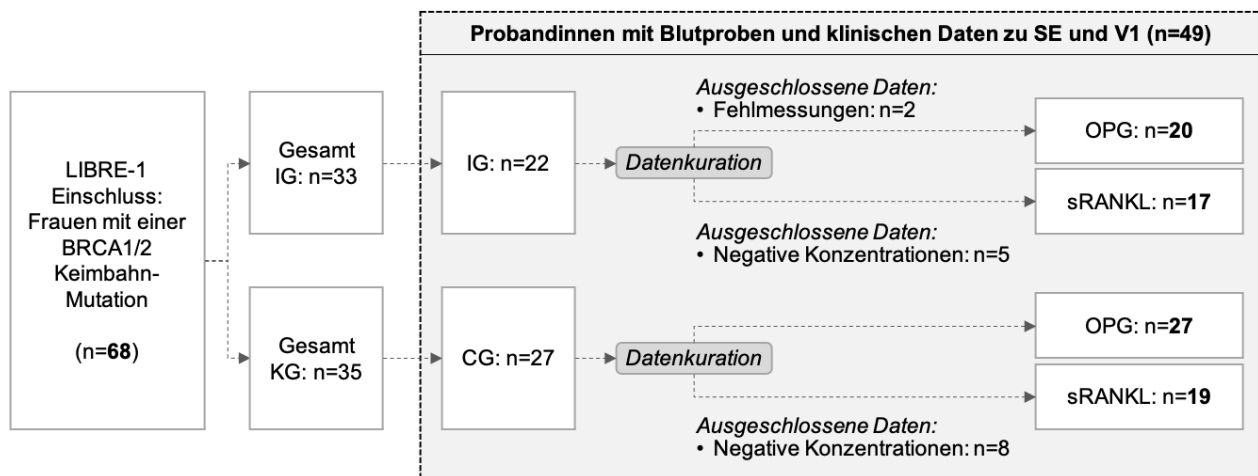 Probandinnen mit Blutproben und klinischen Daten zu SE und V1 (n=49)
LIBRE-1
Einschluss:
Frauen mit einer
BRCA1/2
Keimbahn-
Mutation
(n=68)
Gesamt
IG: n=33
IG: n=22
Datenkuration
Ausgeschlossene Daten:
• Fehlmessungen: n=2
OPG: n=20
sRANKL: n=17
Ausgeschlossene Daten:
• Negative Konzentrationen: n=5
Gesamt
KG: n=35
CG: n=27
Datenkuration
OPG: n=27
sRANKL: n=19
Ausgeschlossene Daten:
• Negative Konzentrationen: n=8